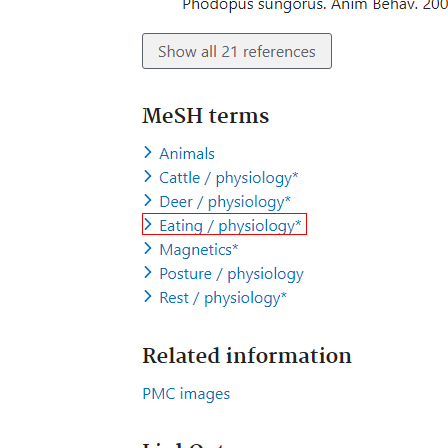 Phodopus sungorus. Anim Behav. 200
Show all 21 references
MeSH terms
Animals
Cattle / physiology*
Deer / physiology*
Eating / physiology*
Magnetics*
Posture / physiology
Rest / physiology*
Related information
PMC images